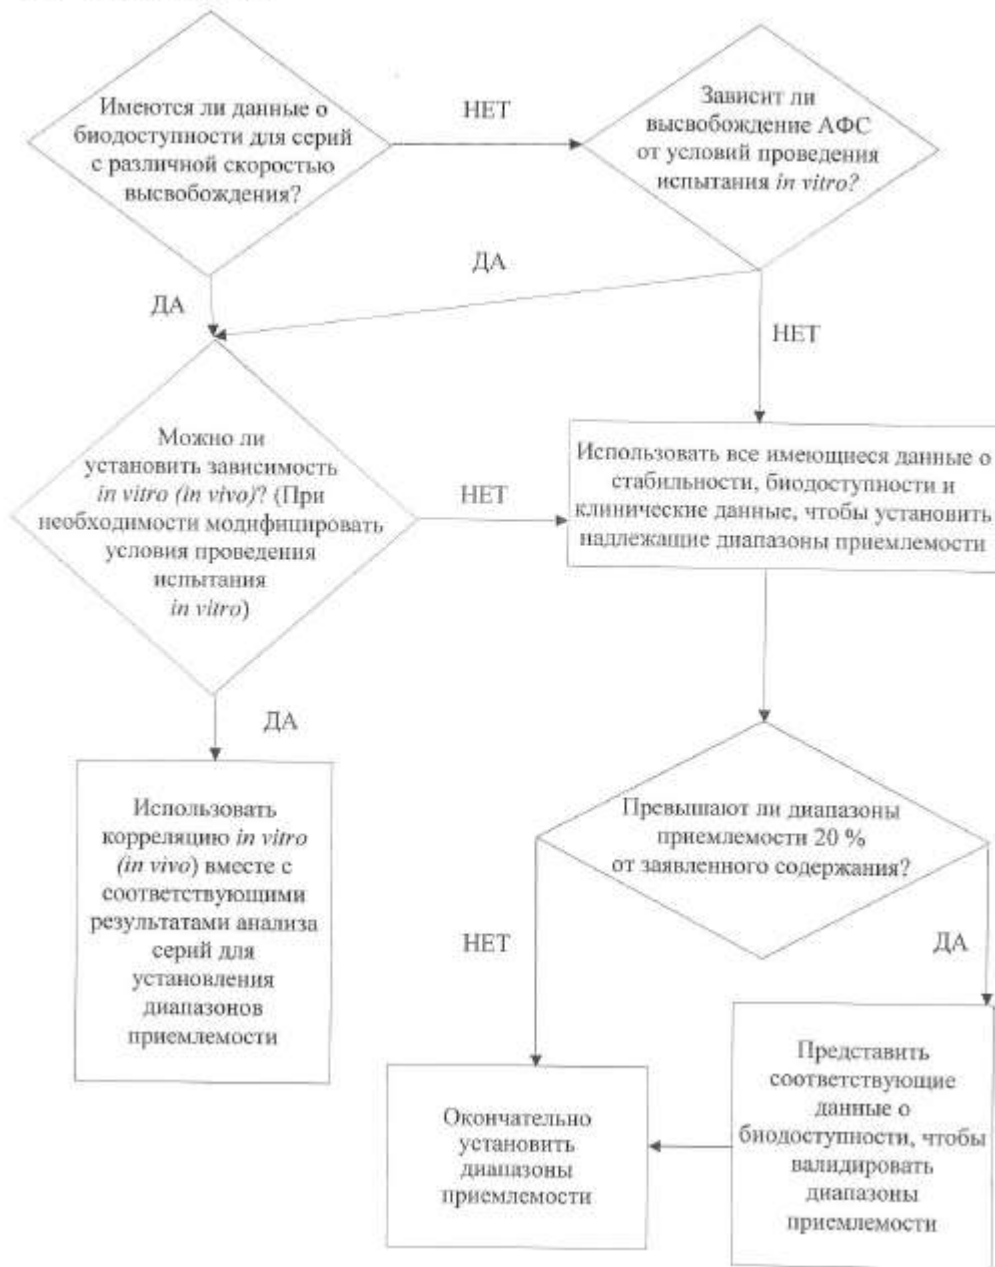 Имеются ли данные о
биодоступности для серий
с различной скоростью
высвобождения?
НЕТ
Зависит ли
высвобождение АФС
от условий проведения
испытания in vitro?
ДА
ДА
НЕТ
Можно ли
установить зависимость
in vitro (in vivo)? (При
необходимости модифицировать
условия проведения
испытания
in vitro)
НЕТ
Использовать все имеющиеся данные о
стабильности, биодоступности и
клинические данные, чтобы установить
надлежащие диапазоны приемлемости
ДА
Использовать
корреляцию in vitro
(in vivo) вместе с
соответствующими
результатами анализа
серий для
установления
диапазонов
приемлемости
Превышают ли диапазоны
приемлемости 20 %
от заявленного содержания?
НЕТ
ДА
Окончательно
установить
диапазоны
приемлемости
Представить
соответствующие
данные о
биодоступности, чтобы
валидировать
диапазоны
приемлемости